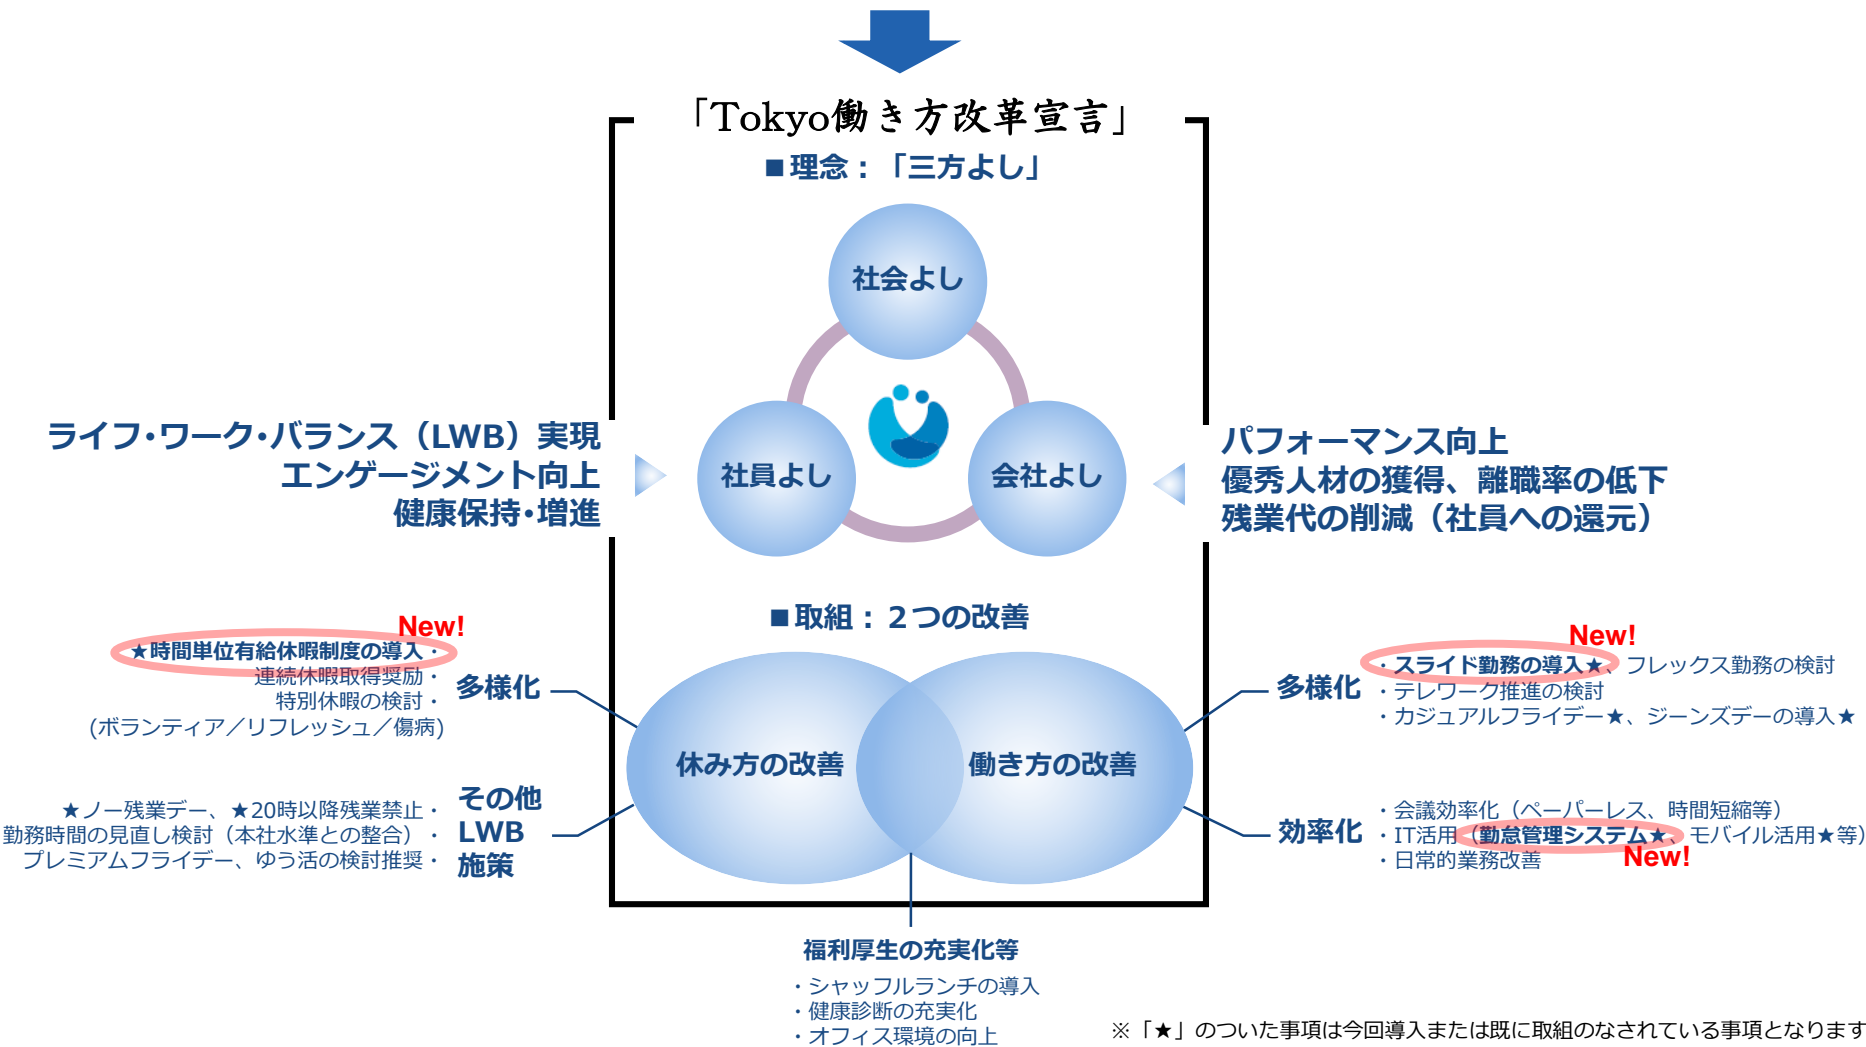 「Tokyo働き方改革宣言」
■理念：「三方よし」
社会よし
社員よし
会社よし
ライフ・ワーク・バランス（LWB）実現
エンゲージメント向上
健康保持・増進
パフォーマンス向上
優秀人材の獲得、離職率の低下
残業代の削減（社員への還元）
■取組：２つの改善
休み方の改善
働き方の改善
New!
★時間単位有給休暇制度の導入・
連続休暇取得奨励・
特別休暇の検討・
(ボランティア／リフレッシュ／傷病)
多様化
★ノー残業デー、★20時以降残業禁止・
勤務時間の見直し検討（本社水準との整合）・
プレミアムフライデー、ゆう活の検討推奨・
その他
LWB
施策
New!
多様化
・スライド勤務の導入★、フレックス勤務の検討
・テレワーク推進の検討
・カジュアルフライデー★、ジーンズデーの導入★
効率化
・会議効率化（ペーパーレス、時間短縮等）
・IT活用（勤怠管理システム★、モバイル活用★等）
・日常的業務改善
New!
福利厚生の充実化等
・シャッフルランチの導入
・健康診断の充実化
・オフィス環境の向上
※「★」のついた事項は今回導入または既に取組のなされている事項となります